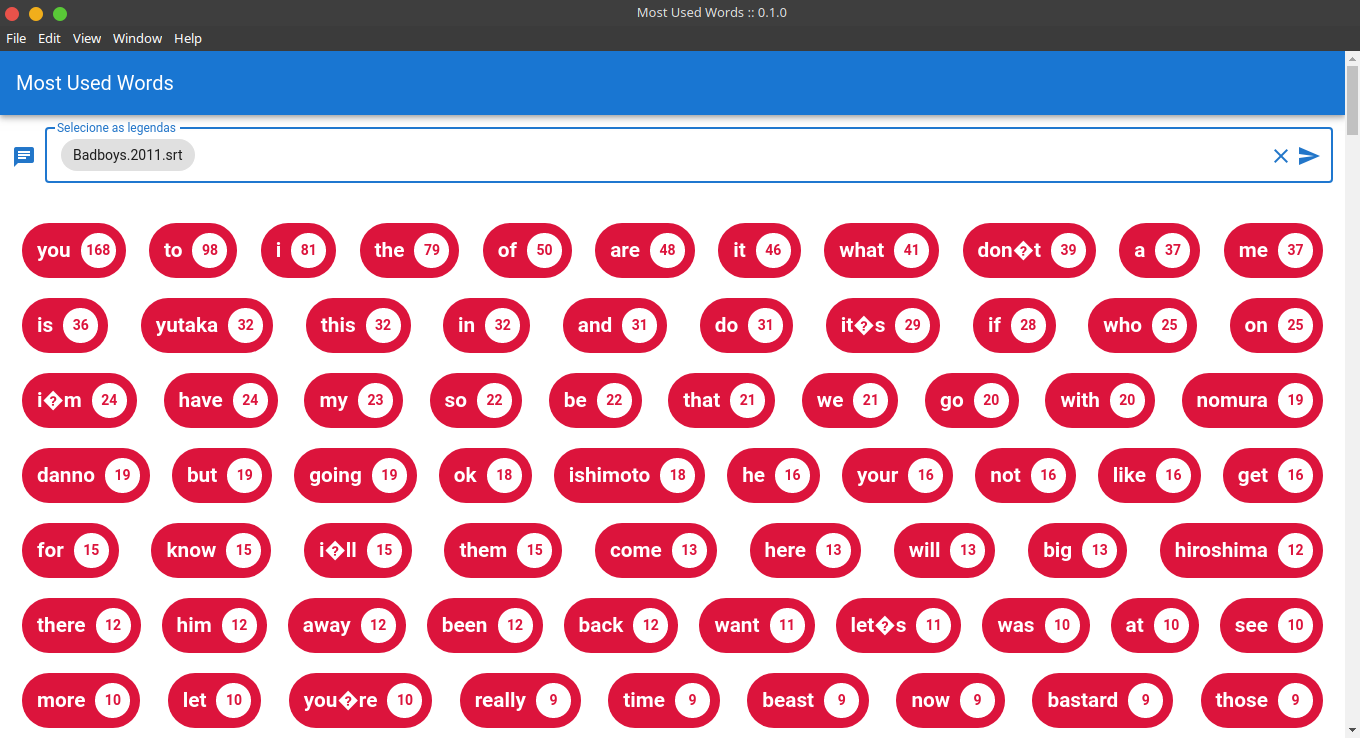 Most Used Words :: 0.1.0
File Edit View Window Help
Most Used Words
Selecione as legendas
Badboys.2011.srt
you 168 to 98 i 81 the 79 of 50 are 48 it 46 what 41 don�t 39 a 37 me 37
is 36 yutaka 32 this 32 in 32 and 31 do 31 it�s 29 if 28 who 25 on 25
i�m 24 have 24 my 23 so 22 be 22 that 21 we 21 go 20 with 20 nomura 19
danno 19 but 19 going 19 ok 18 ishimoto 18 he 16 your 16 not 16 like 16 get 16
for 15 know 15 i�ll 15 them 15 come 13 here 13 will 13 big 13 hiroshima 12
there 12 him 12 away 12 been 12 back 12 want 11 let�s 11 was 10 at 10 see 10
more 10 let 10 you�re 10 really 9 time 9 beast 9 now 9 bastard 9 those 9